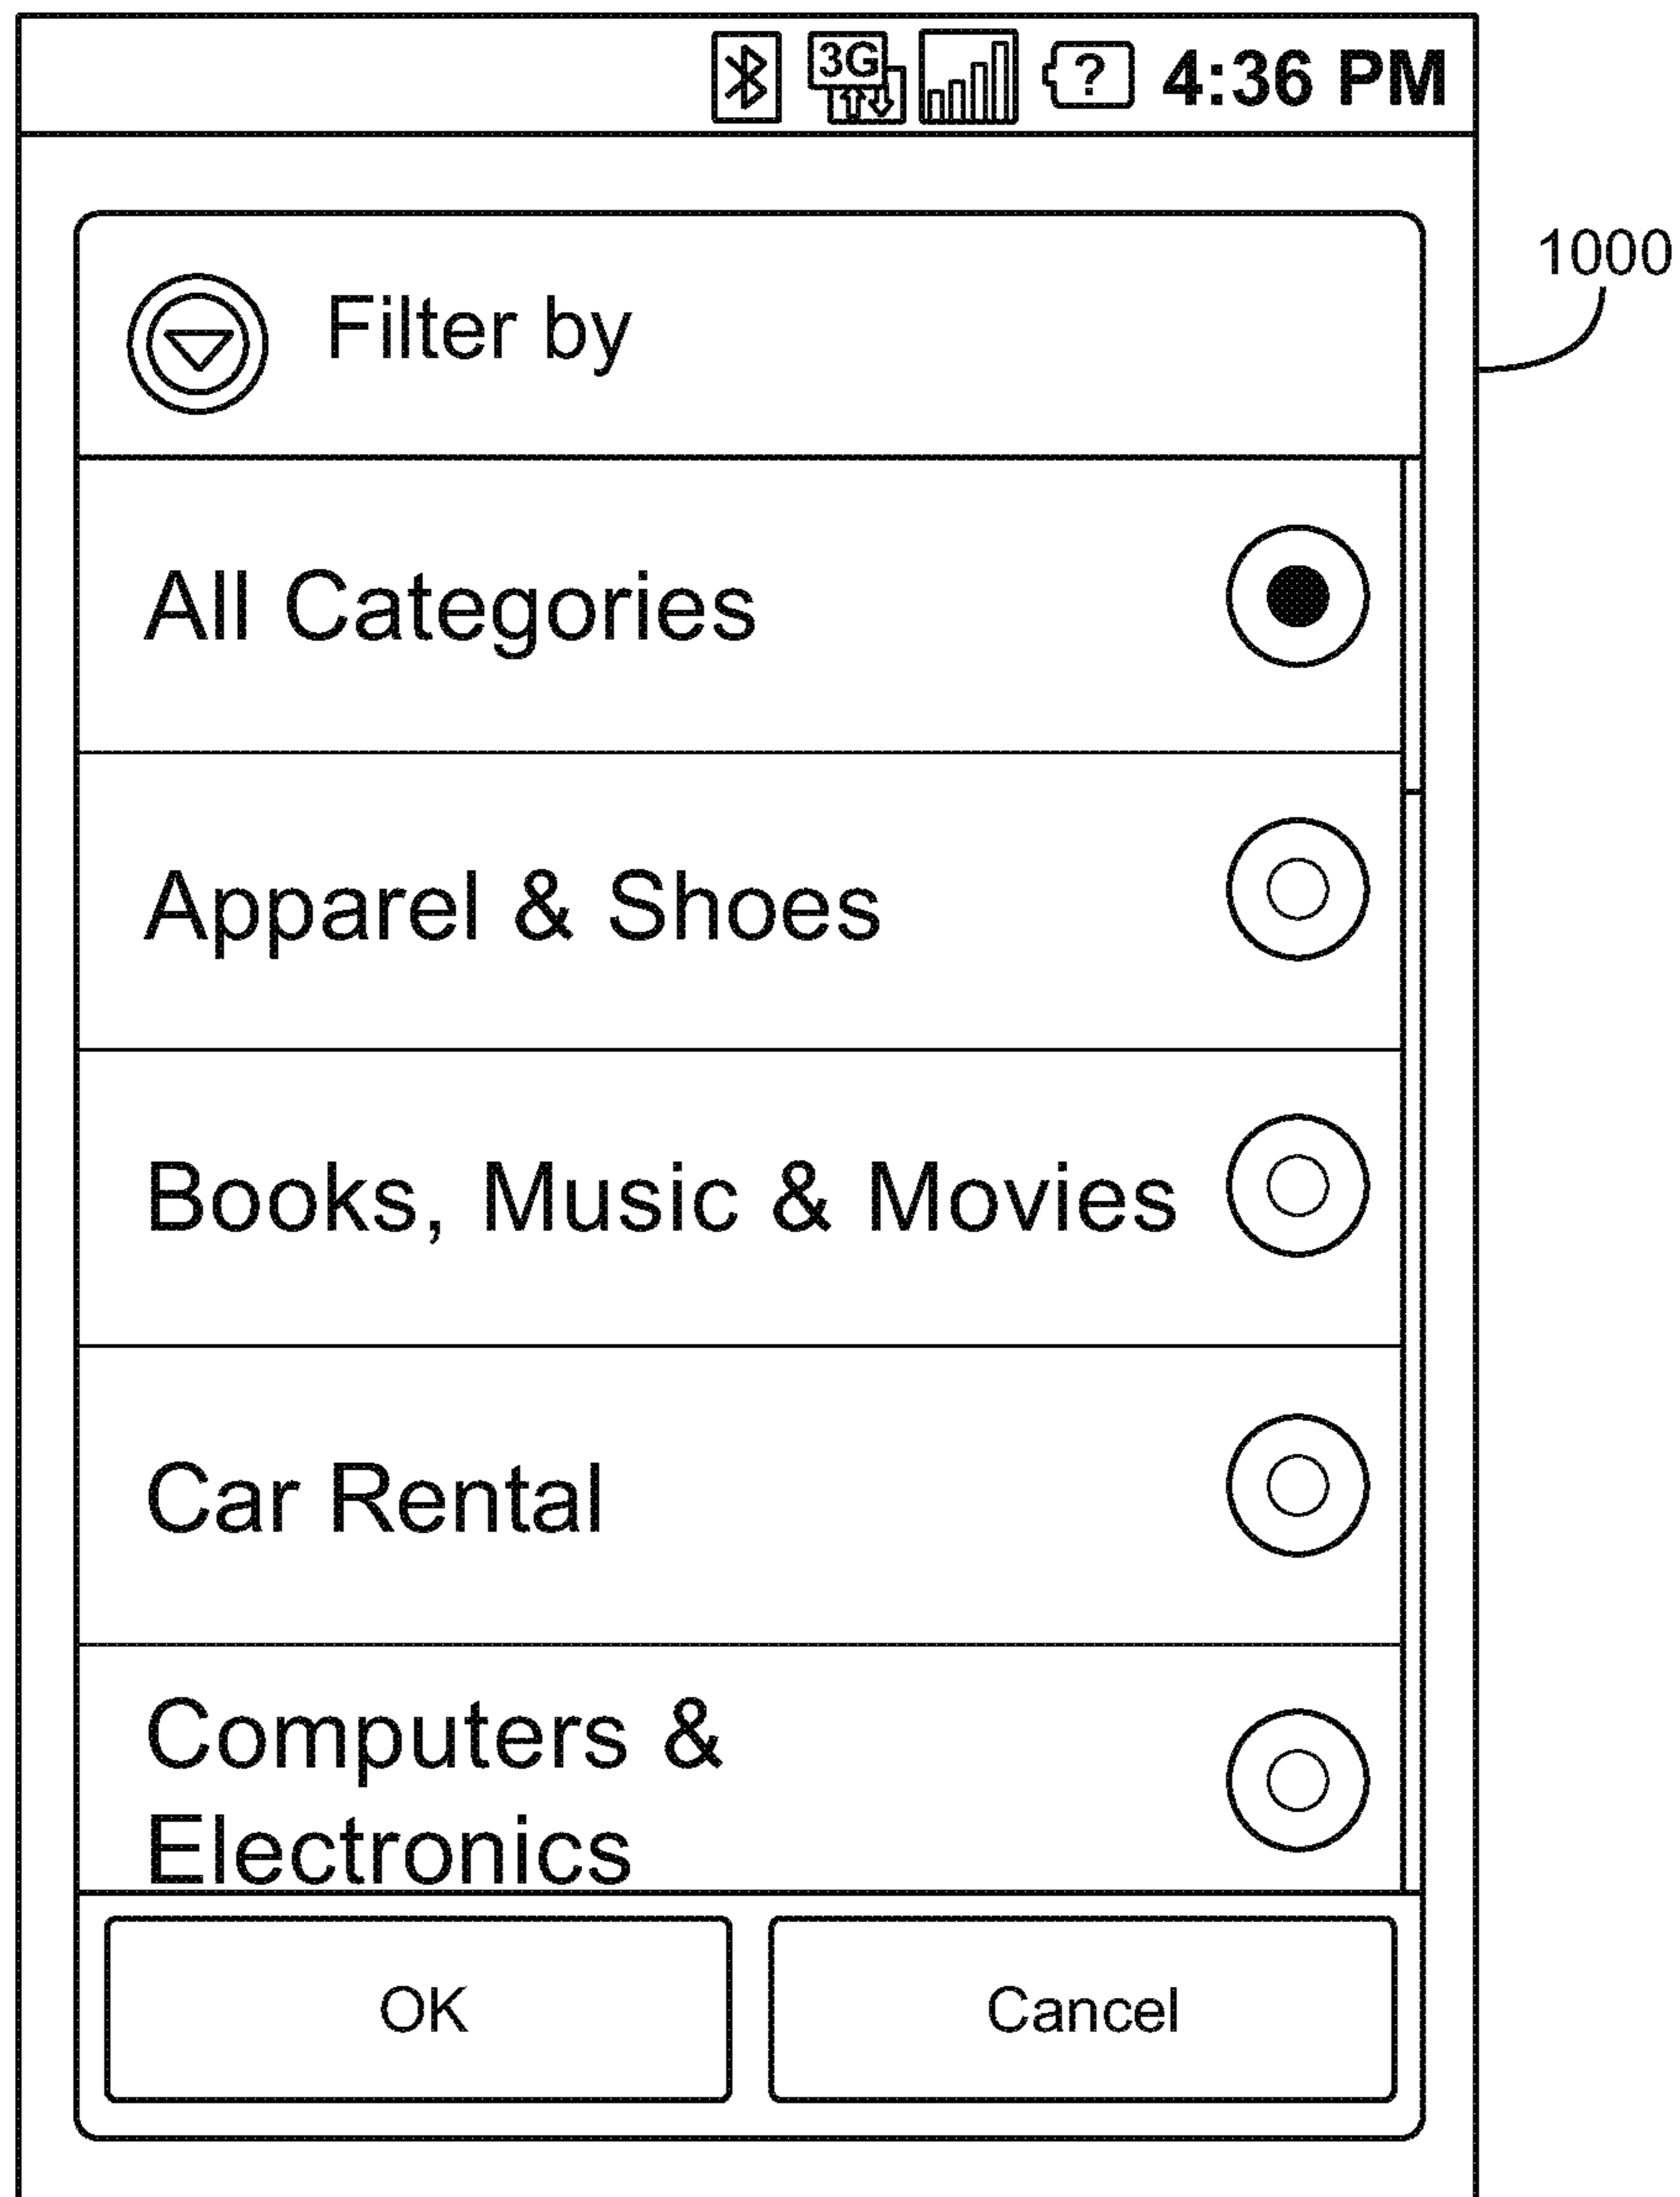 3G ? 4:36 PM
1000
Filter by
All Categories
Apparel & Shoes
Books, Music & Movies
Car Rental
Computers &
Electronics
OK Cancel